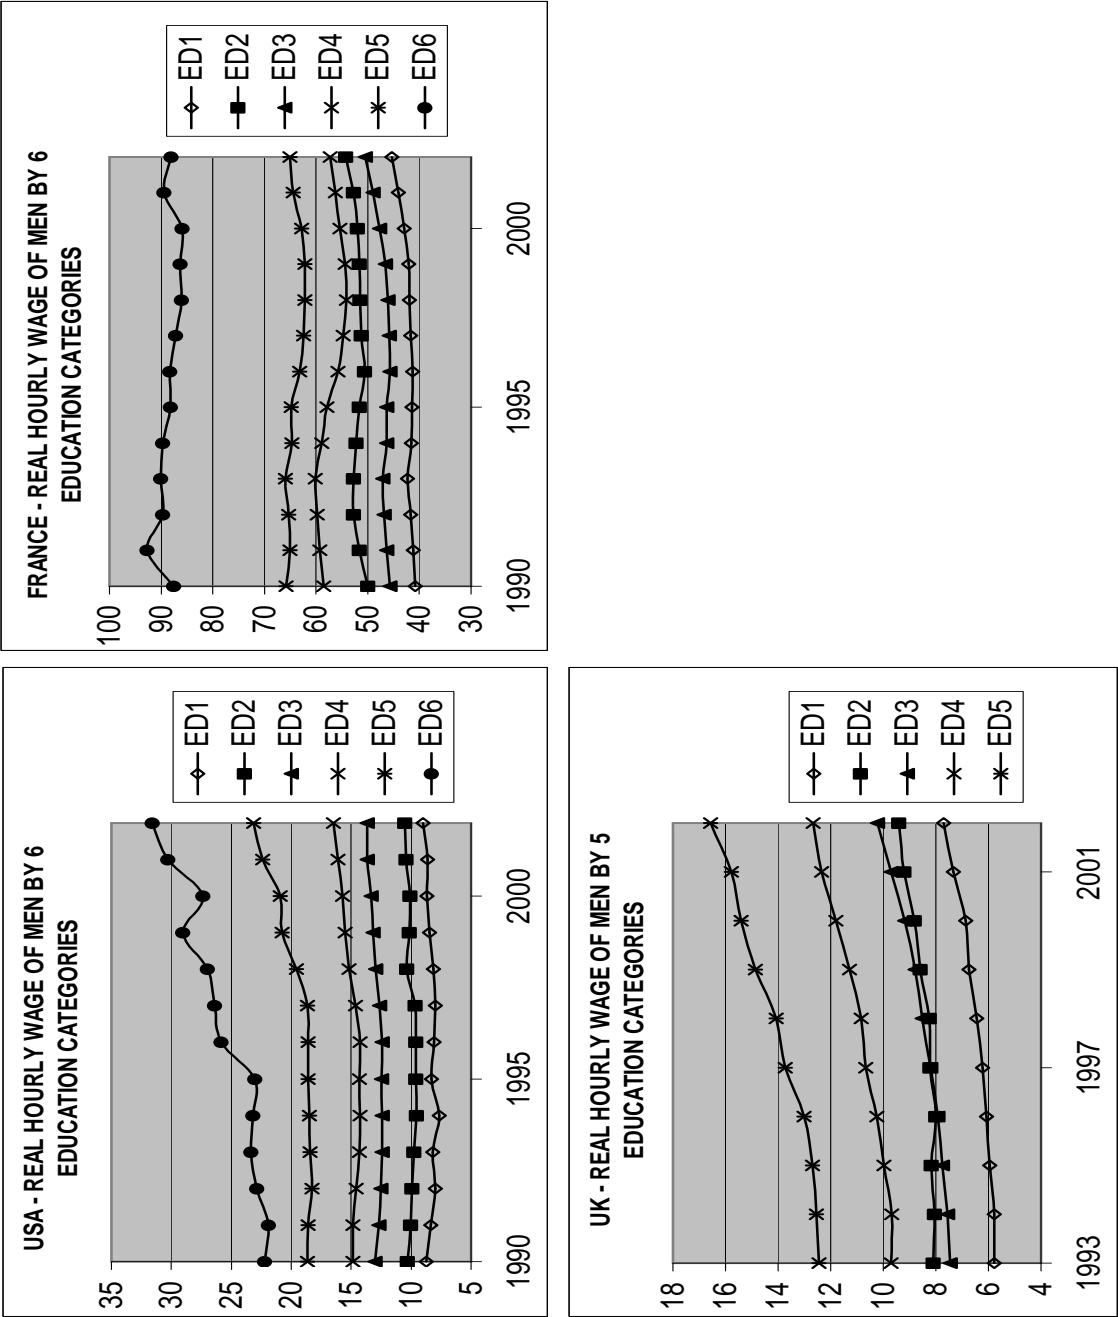 USA - REAL HOURLY WAGE OF MEN BY 6
EDUCATION CATEGORIES
35
30
25
20
15
10
5
1990
1995
2000
ED1
ED2
ED3
ED4
ED5
ED6
FRANCE - REAL HOURLY WAGE OF MEN BY 6
EDUCATION CATEGORIES
100
90
80
70
60
50
40
30
1990
1995
2000
ED1
ED2
ED3
ED4
ED5
ED6
UK - REAL HOURLY WAGE OF MEN BY 5
EDUCATION CATEGORIES
18
16
14
12
10
8
6
4
1993
1997
2001
ED1
ED2
ED3
ED4
ED5